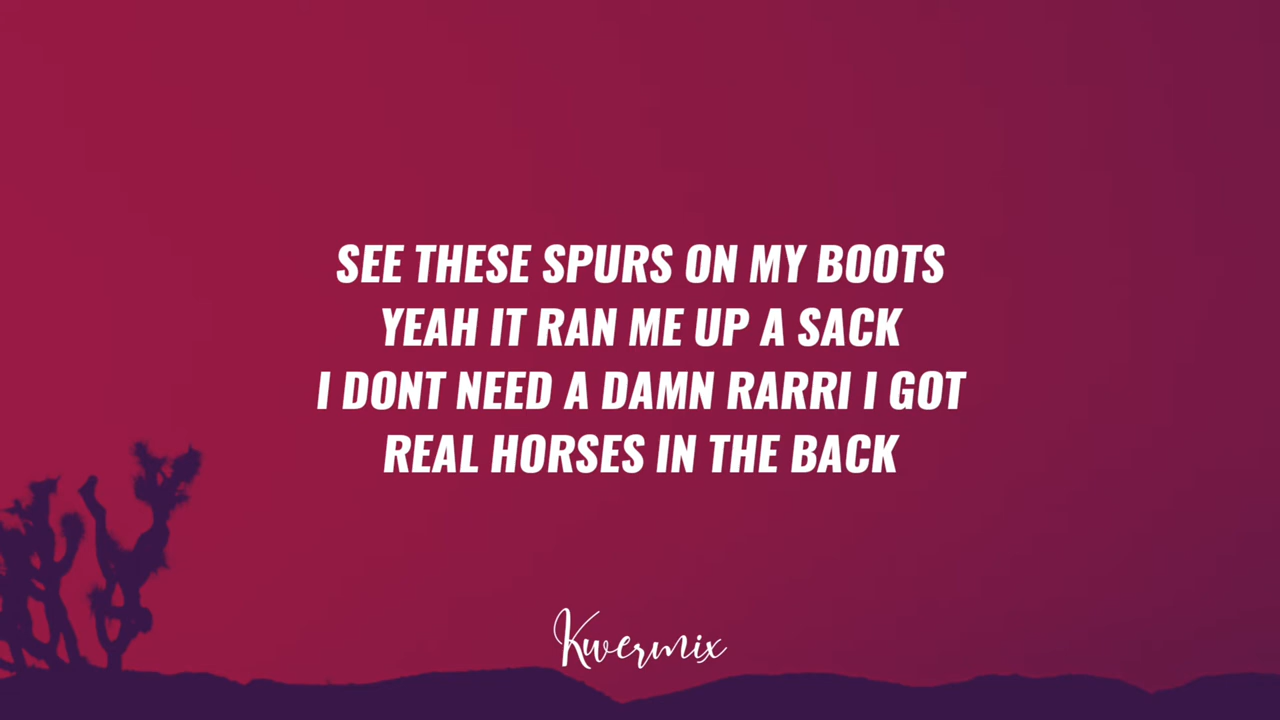 SEE THESE SPURS ON MY BOOTS
YEAH IT RAN ME UP A SACK
I DONT NEED A DAMN RARRI I GOT
REAL HORSES IN THE BACK
Kwermix